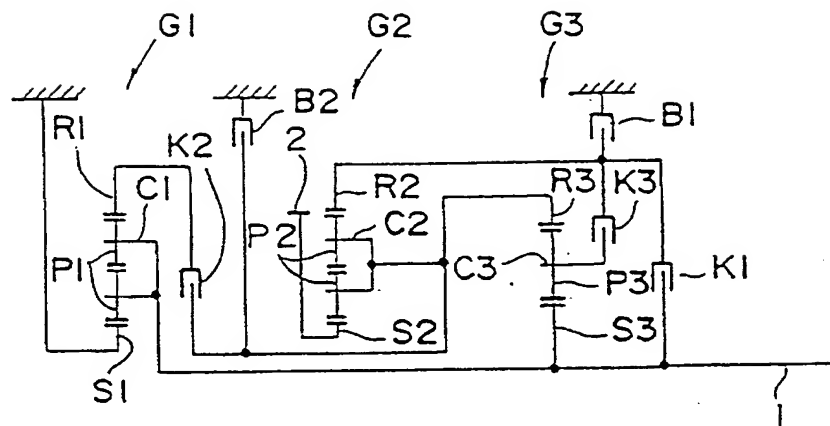 G1 G2 G3
B2 B1
R1 K2 2
C1 R2 R3 K3
P2 C2
P1 C3 K1
P3
S2 S3
S1
1